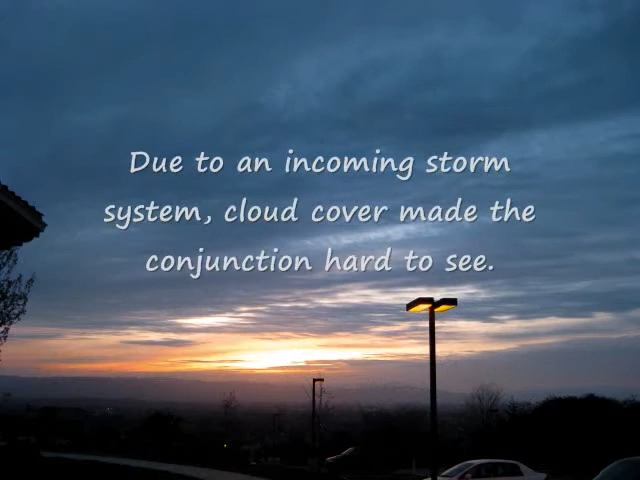 Due to an incoming storm
system, cloud cover made the
conjunction hard to see.